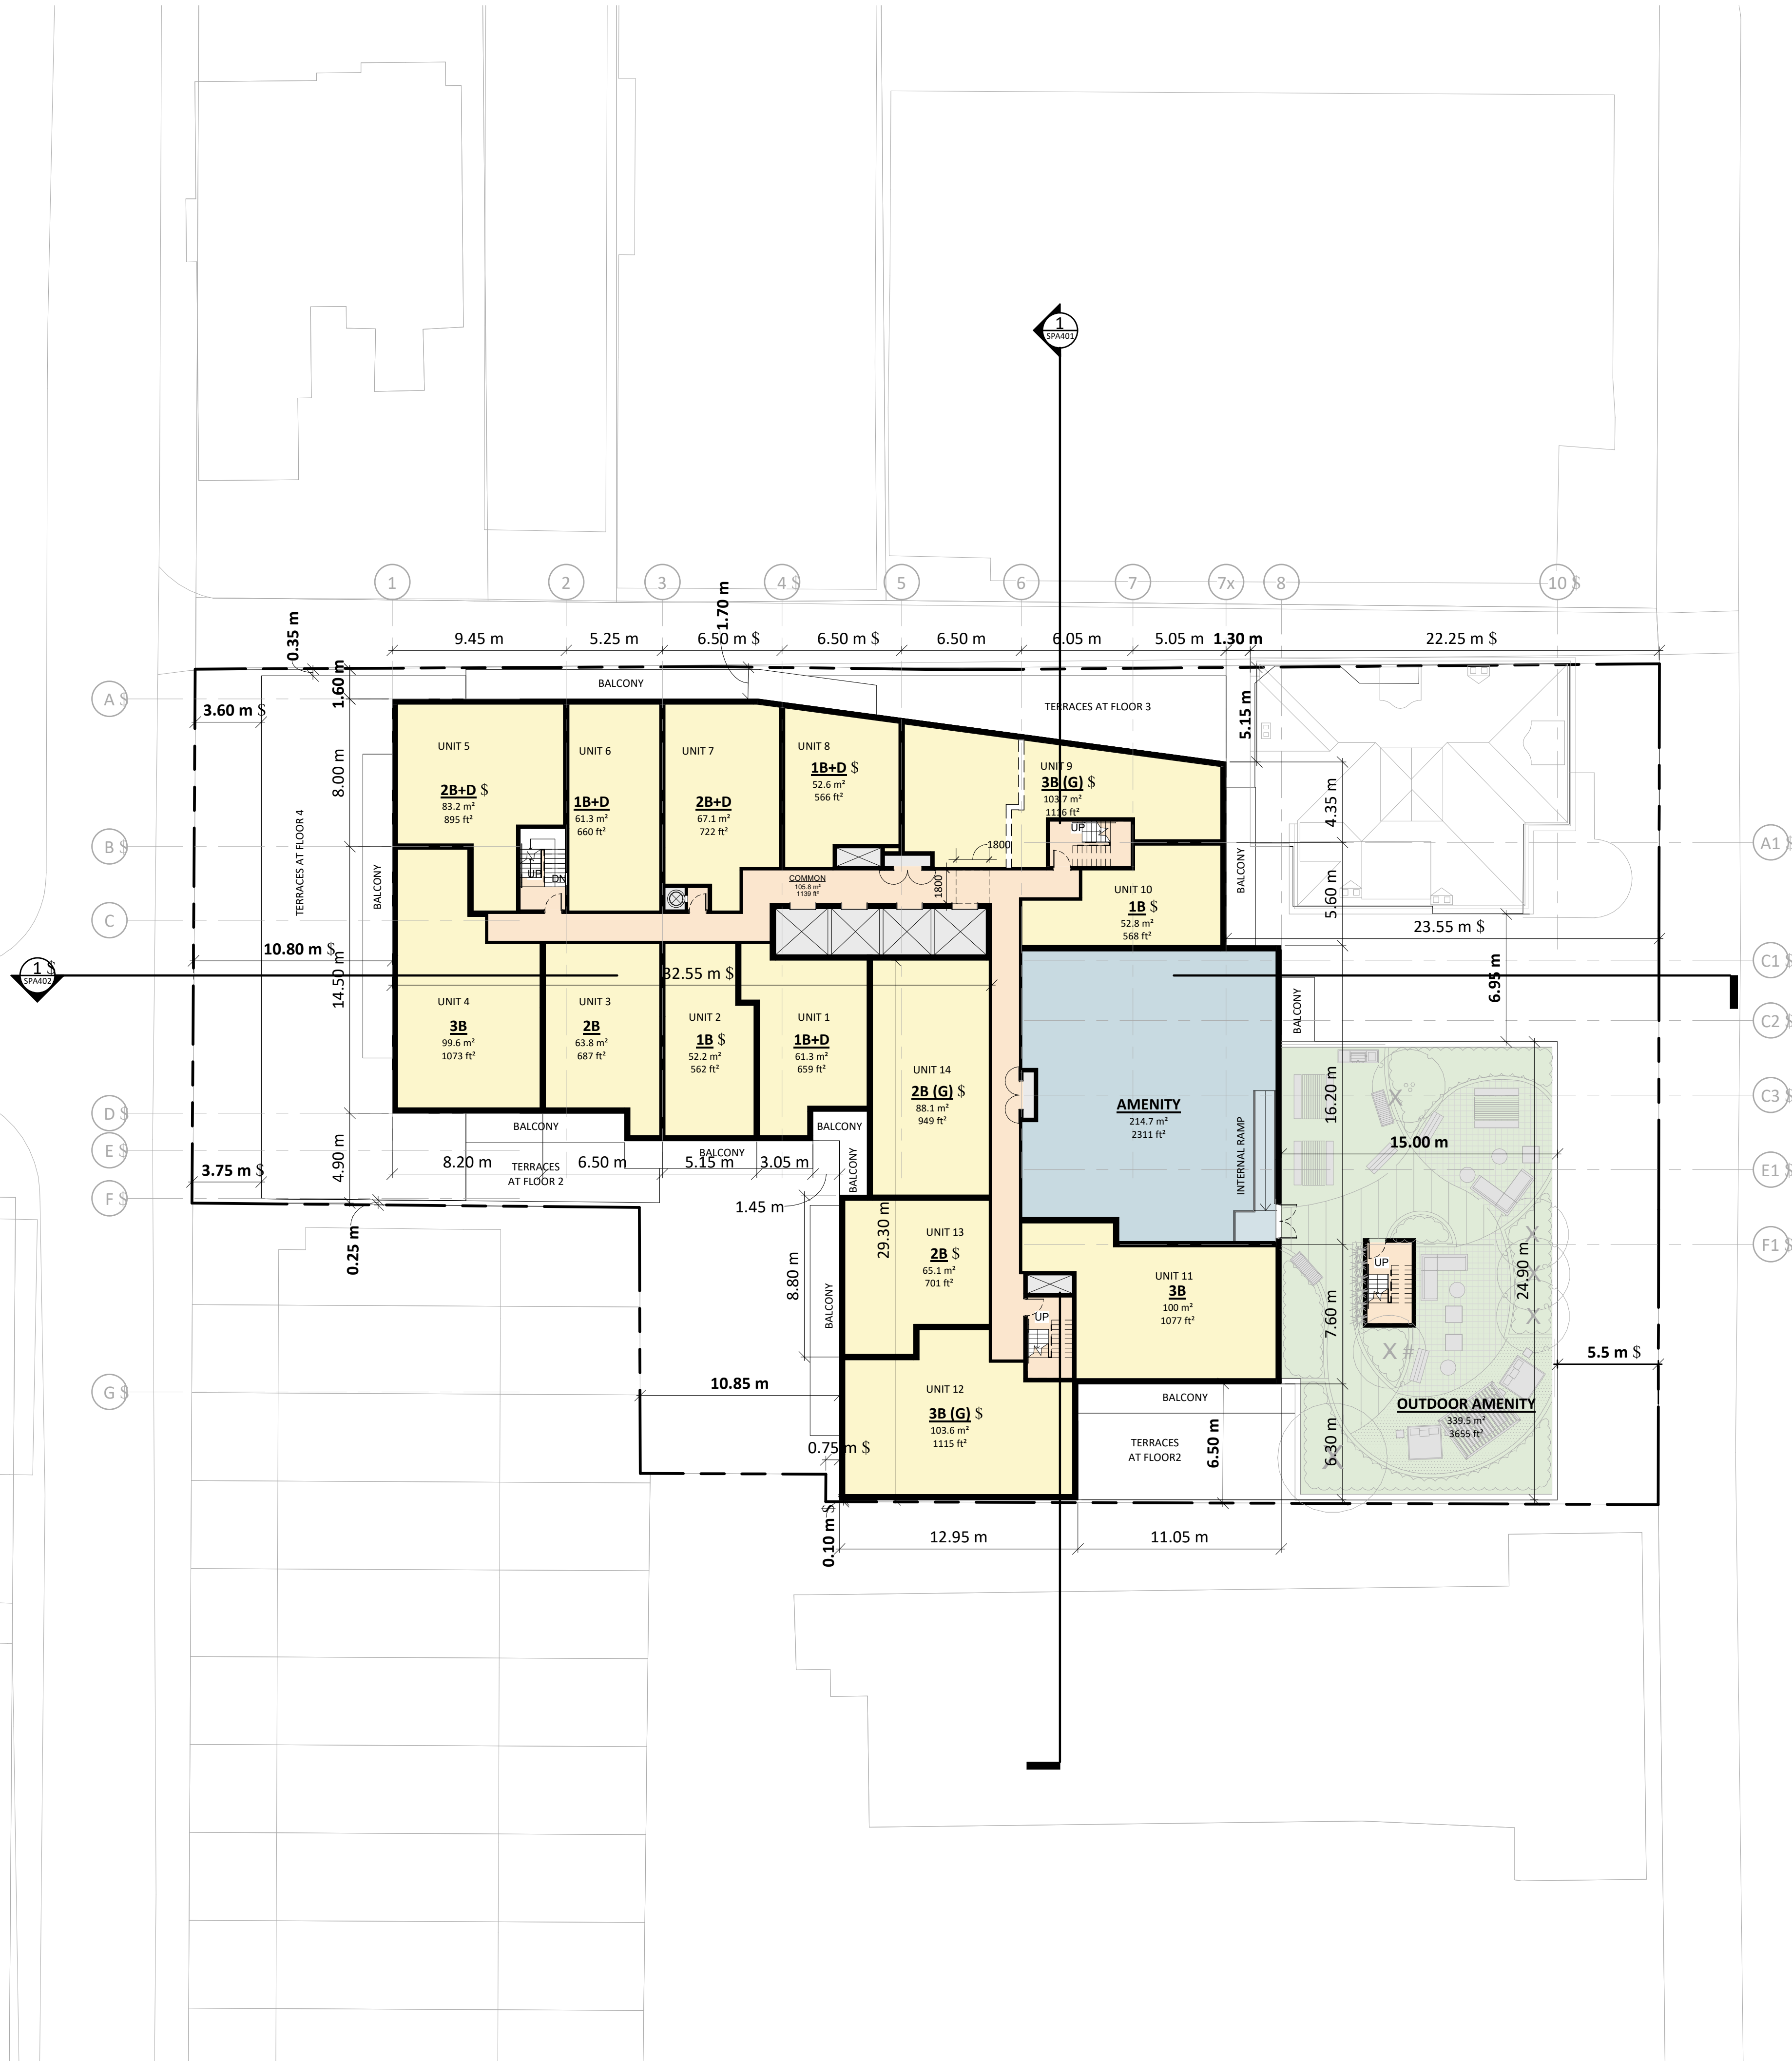 1
SPA401
1
2
3
4 $
5
6
7
7x
8
10 $
0.35 m
1.70 m
9.45 m
5.25 m
6.50 m $
6.50 m $
6.50 m
6.05 m
5.05 m
1.30 m
22.25 m $
A $
3.60 $
1.60 m
BALCONY
TERRACES AT FLOOR 3
5.15 m
8.00 m
UNIT 5
2B+D $
83.2 m²
895 ft²
UNIT 6
1B+D
61.3 m²
660 ft²
UNIT 7
2B+D
67.1 m²
722 ft²
UNIT 8
1B+D $
52.6 m²
566 ft²
UNIT 9
3B (G) $
103.7 m²
1116 ft²
4.35 m
B $
A1 $
TERRACES AT FLOOR 4
BALCONY
UP
DN
UP
1800
1800
COMMON
105.8 m²
1139 ft²
UNIT 10
1B $
52.8 m²
568 ft²
BALCONY
5.60 m
C $
23.55 m $
10.80 m $
C1 $
1 $
SPA402
14.50 m
32.55 m $
6.95 m
UNIT 4
3B
99.6 m²
1073 ft²
UNIT 3
2B
63.8 m²
687 ft²
UNIT 2
1B $
52.2 m²
562 ft²
UNIT 1
1B+D
61.3 m²
659 ft²
BALCONY
C2 $
UNIT 14
2B (G) $
88.1 m²
949 ft²
AMENITY
214.7 m²
2311 ft²
INTERNAL RAMP
16.20 m
X
C3 $
D $
BALCONY
BALCONY
15.00 m
E $
BALCONY
BALCONY
4.90 m
3.75 m $
8.20 m
TERRACES
AT FLOOR 2
6.50 m
5.15 m
3.05 m
E1 $
F $
1.45 m
0.25 m
29.30 m
UNIT 13
2B $
65.1 m²
701 ft²
8.80 m
BALCONY
X
F1 $
UP
24.90 m
X
X
UNIT 11
3B
100 m²
1077 ft²
UP
7.60 m
X #
5.5 m $
10.85 m
G $
UNIT 12
3B (G) $
103.6 m²
1115 ft²
BALCONY
OUTDOOR AMENITY
339.5 m²
3655 ft²
0.75 m $
TERRACES
AT FLOOR2
6.50 m
6.30 m
X
0.10 m $
12.95 m
11.05 m